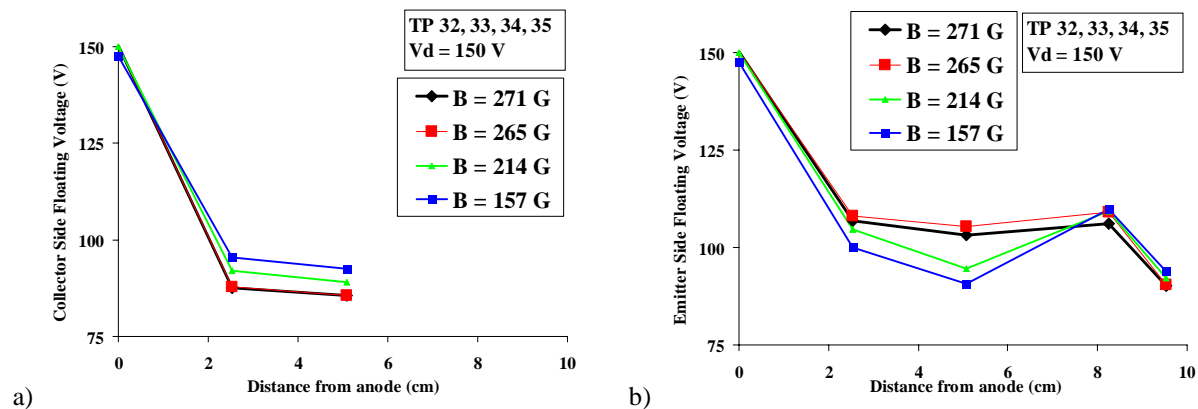 TP 32, 33, 34, 35
Vd = 150 V
B = 271 G
B = 265 G
B = 214 G
B = 157 G
Collector Side Floating Voltage (V)
150
125
100
75
0
2
4
6
8
10
Distance from anode (cm)
a)
B = 271 G
B = 265 G
B = 214 G
B = 157 G
TP 32, 33, 34, 35
Vd = 150 V
Emitter Side Floating Voltage (V)
150
125
100
75
0
2
4
6
8
10
Distance from anode (cm)
b)